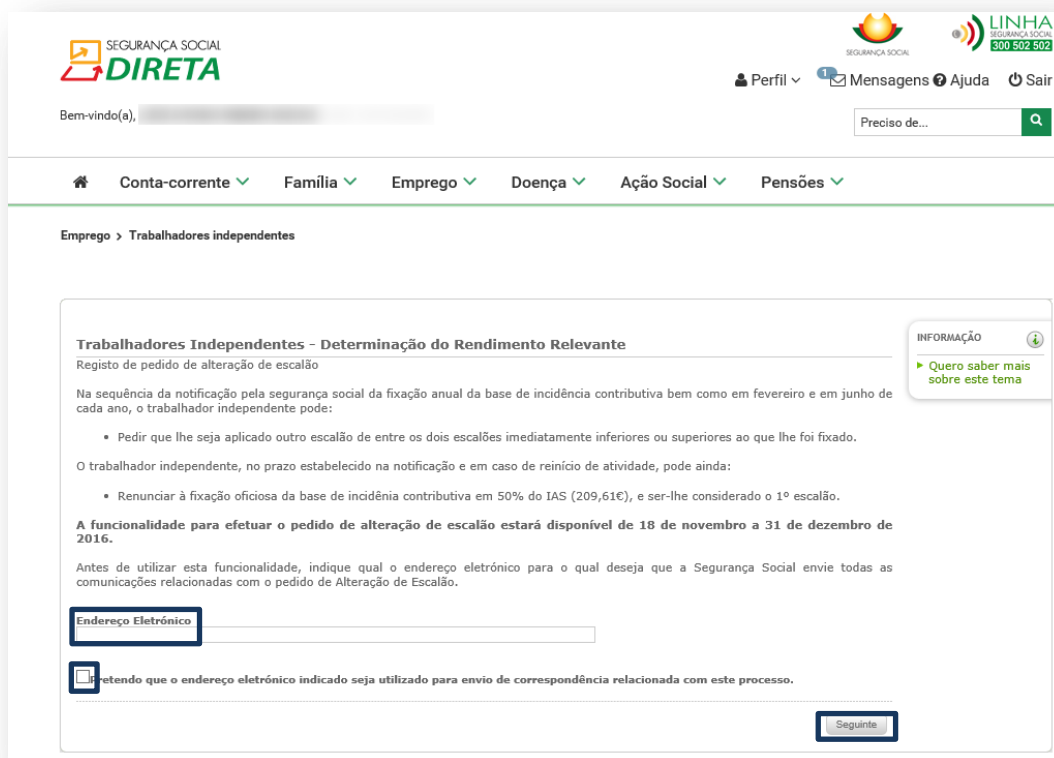 SEGURANÇA SOCIAL
DIRETA
SEGURANÇA SOCIAL
LINHA
SEGURANÇA SOCIAL
300 502 502
Perfil
1
Mensagens
? Ajuda
Sair
Bem-vindo(a),
Preciso de...
Conta-corrente
Família
Emprego
Doença
Ação Social
Pensões
Emprego > Trabalhadores independentes
Trabalhadores Independentes - Determinação do Rendimento Relevante
Registo de pedido de alteração de escalão
Na sequência da notificação pela segurança social da fixação anual da base de incidência contributiva bem como em fevereiro e em junho de
cada ano, o trabalhador independente pode:
• Pedir que lhe seja aplicado outro escalão de entre os dois escalões imediatamente inferiores ou superiores ao que lhe foi fixado.
O trabalhador independente, no prazo estabelecido na notificação e em caso de reinício de atividade, pode ainda:
• Renunciar à fixação oficiosa da base de incidênia contributiva em 50% do IAS (209,61€), e ser-lhe considerado o 1º escalão.
A funcionalidade para efetuar o pedido de alteração de escalão estará disponível de 18 de novembro a 31 de dezembro de
2016.
Antes de utilizar esta funcionalidade, indique qual o endereço eletrónico para o qual deseja que a Segurança Social envie todas as
comunicações relacionadas com o pedido de Alteração de Escalão.
Endereço Eletrónico
Pretendo que o endereço eletrónico indicado seja utilizado para envio de correspondência relacionada com este processo.
Seguinte
INFORMAÇÃO
i
Quero saber mais
sobre este tema